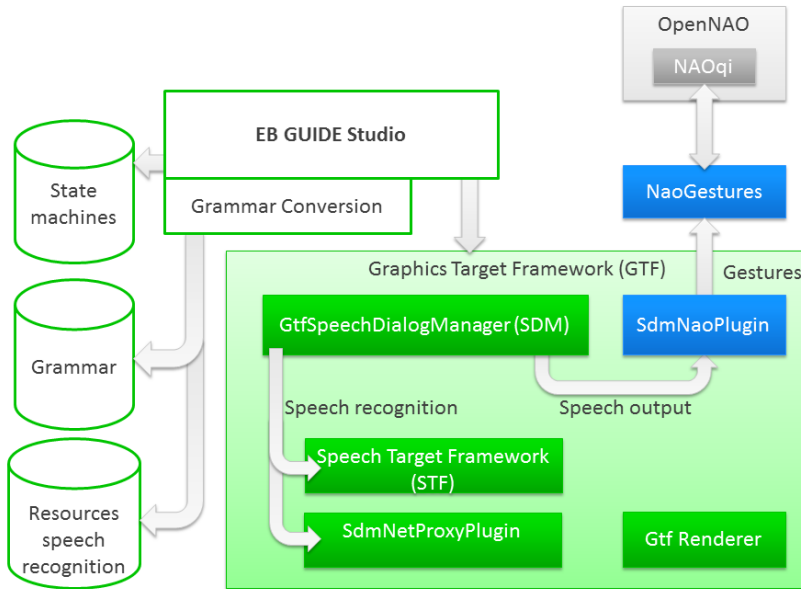 OpenNAO
NAOqi
EB GUIDE Studio
State
machines
Grammar Conversion
NaoGestures
Graphics Target Framework (GTF)
Gestures
GtfSpeechDialogManager (SDM)
SdmNaoPlugin
Grammar
Speech recognition
Speech output
Speech Target Framework
(STF)
Resources
speech
recognition
SdmNetProxyPlugin
Gtf Renderer